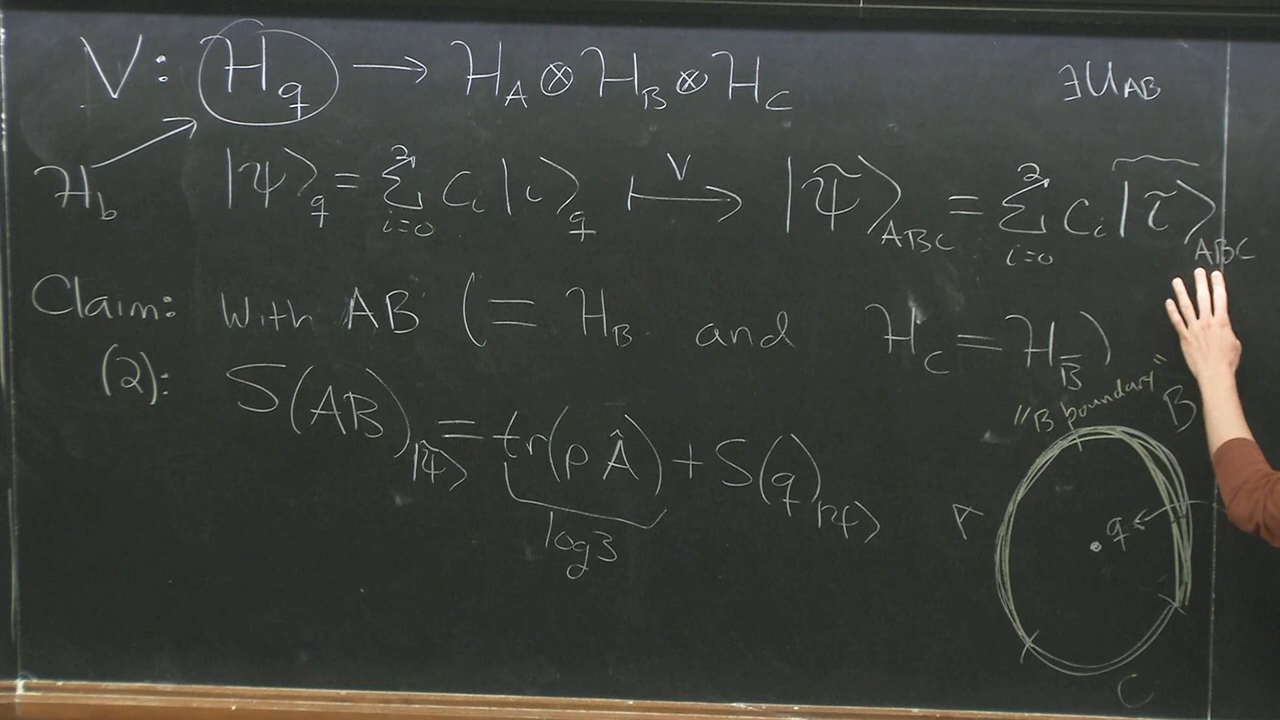 V: H_q ⟶ H_A ⊗ H_B ⊗ H_C ∃U_AB
H_b |ψ⟩_q = Σ_{i=0}^{2} c_i |i⟩_q ⟼^V |ψ̃⟩_ABC = Σ_{i=0}^{2} c_i |ĩ⟩_ABC
Claim: With AB (= H_B and H_C = H_B̄)
(2): S(AB)_|ψ̃⟩ = tr(ρÂ) + S(q)_|ψ⟩
log3
"B boundary" B
A q
C